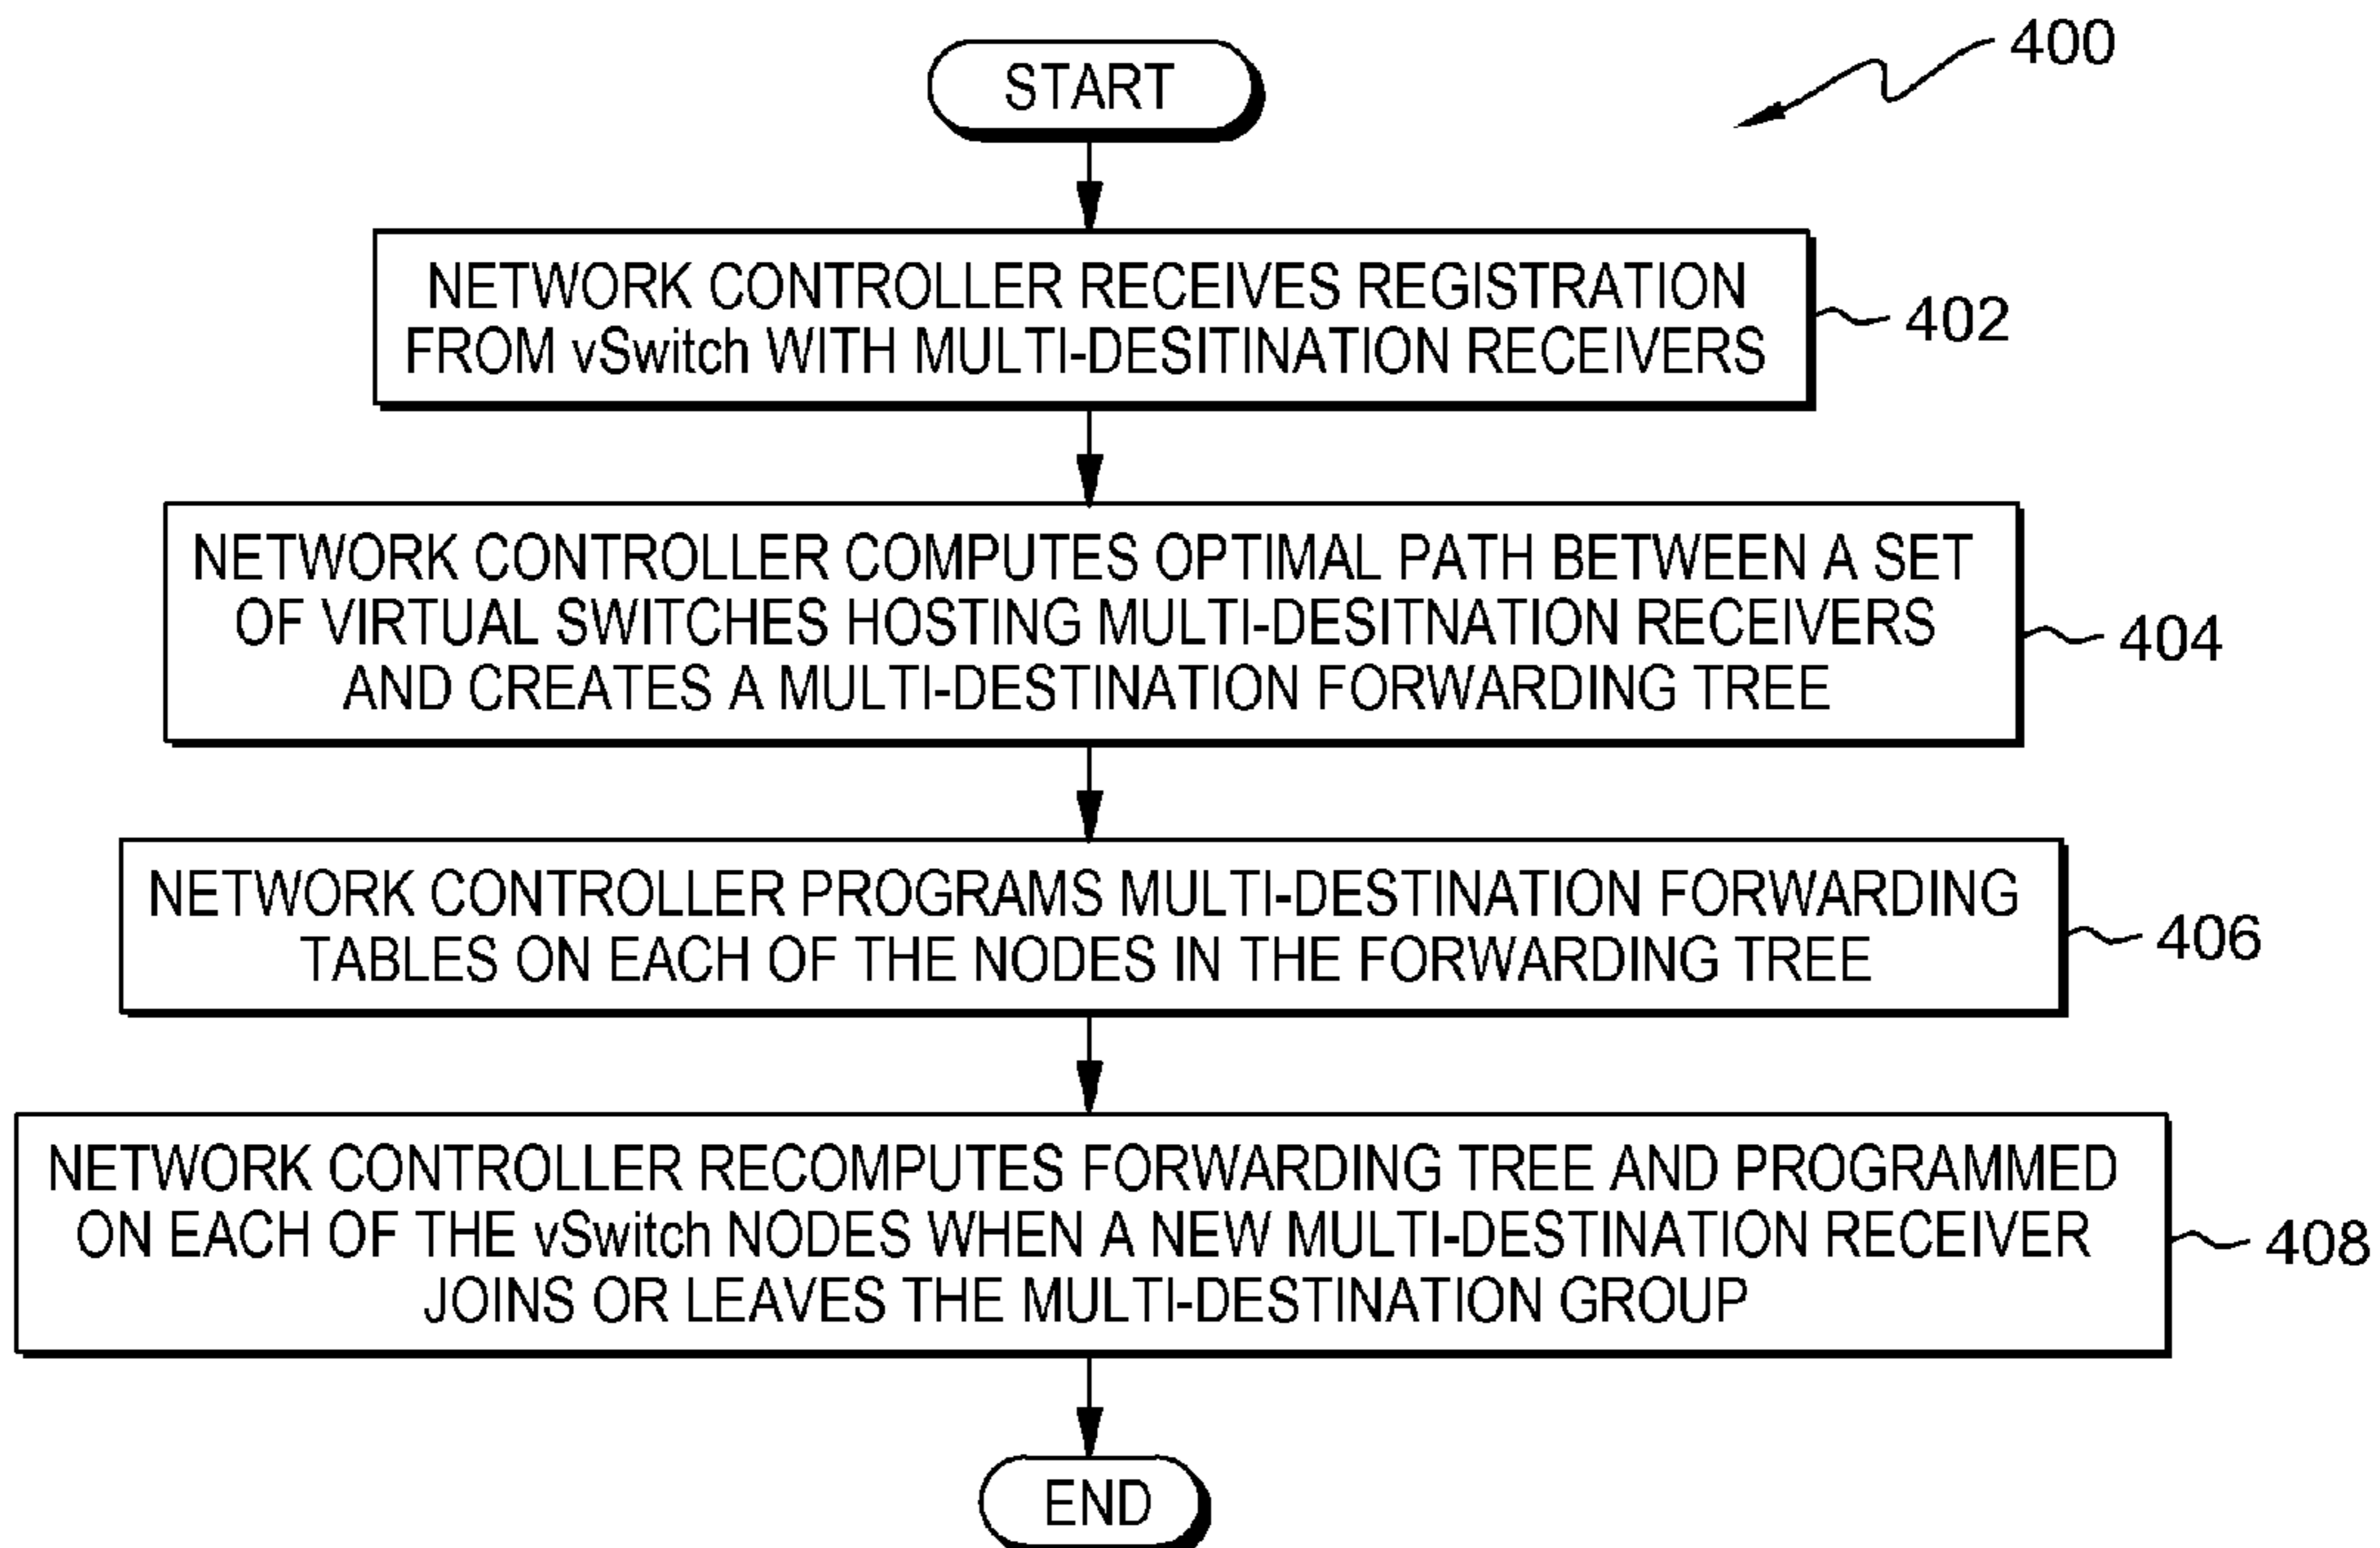 400
START
NETWORK CONTROLLER RECEIVES REGISTRATION
FROM vSwitch WITH MULTI-DESITINATION RECEIVERS
402
NETWORK CONTROLLER COMPUTES OPTIMAL PATH BETWEEN A SET
OF VIRTUAL SWITCHES HOSTING MULTI-DESITNATION RECEIVERS
AND CREATES A MULTI-DESTINATION FORWARDING TREE
404
NETWORK CONTROLLER PROGRAMS MULTI-DESTINATION FORWARDING
TABLES ON EACH OF THE NODES IN THE FORWARDING TREE
406
NETWORK CONTROLLER RECOMPUTES FORWARDING TREE AND PROGRAMMED
ON EACH OF THE vSwitch NODES WHEN A NEW MULTI-DESTINATION RECEIVER
JOINS OR LEAVES THE MULTI-DESTINATION GROUP
408
END